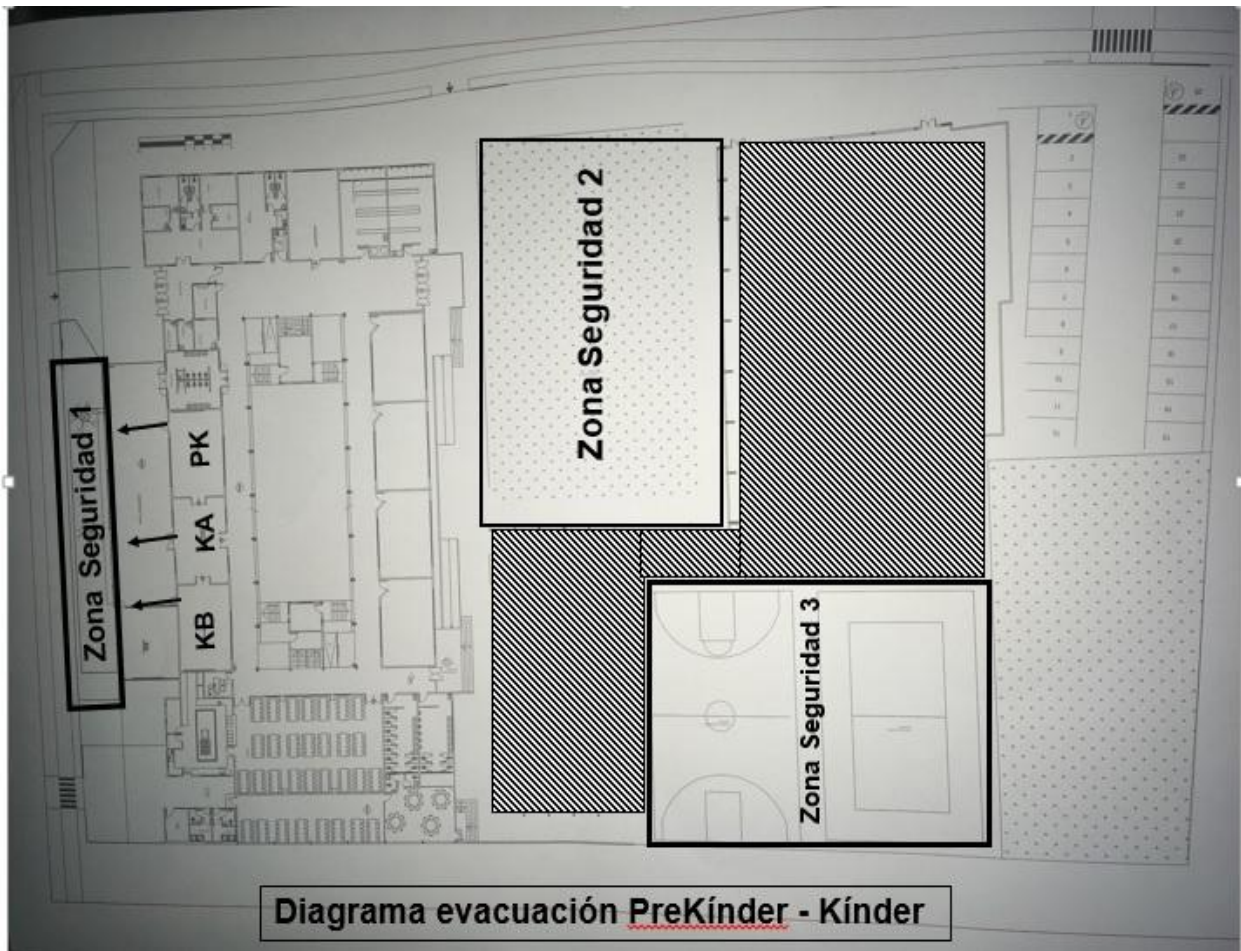 Zona Seguridad 1
PK
KA
KB
Zona Seguridad 2
Zona Seguridad 3
Diagrama evacuación PreKínder - Kínder